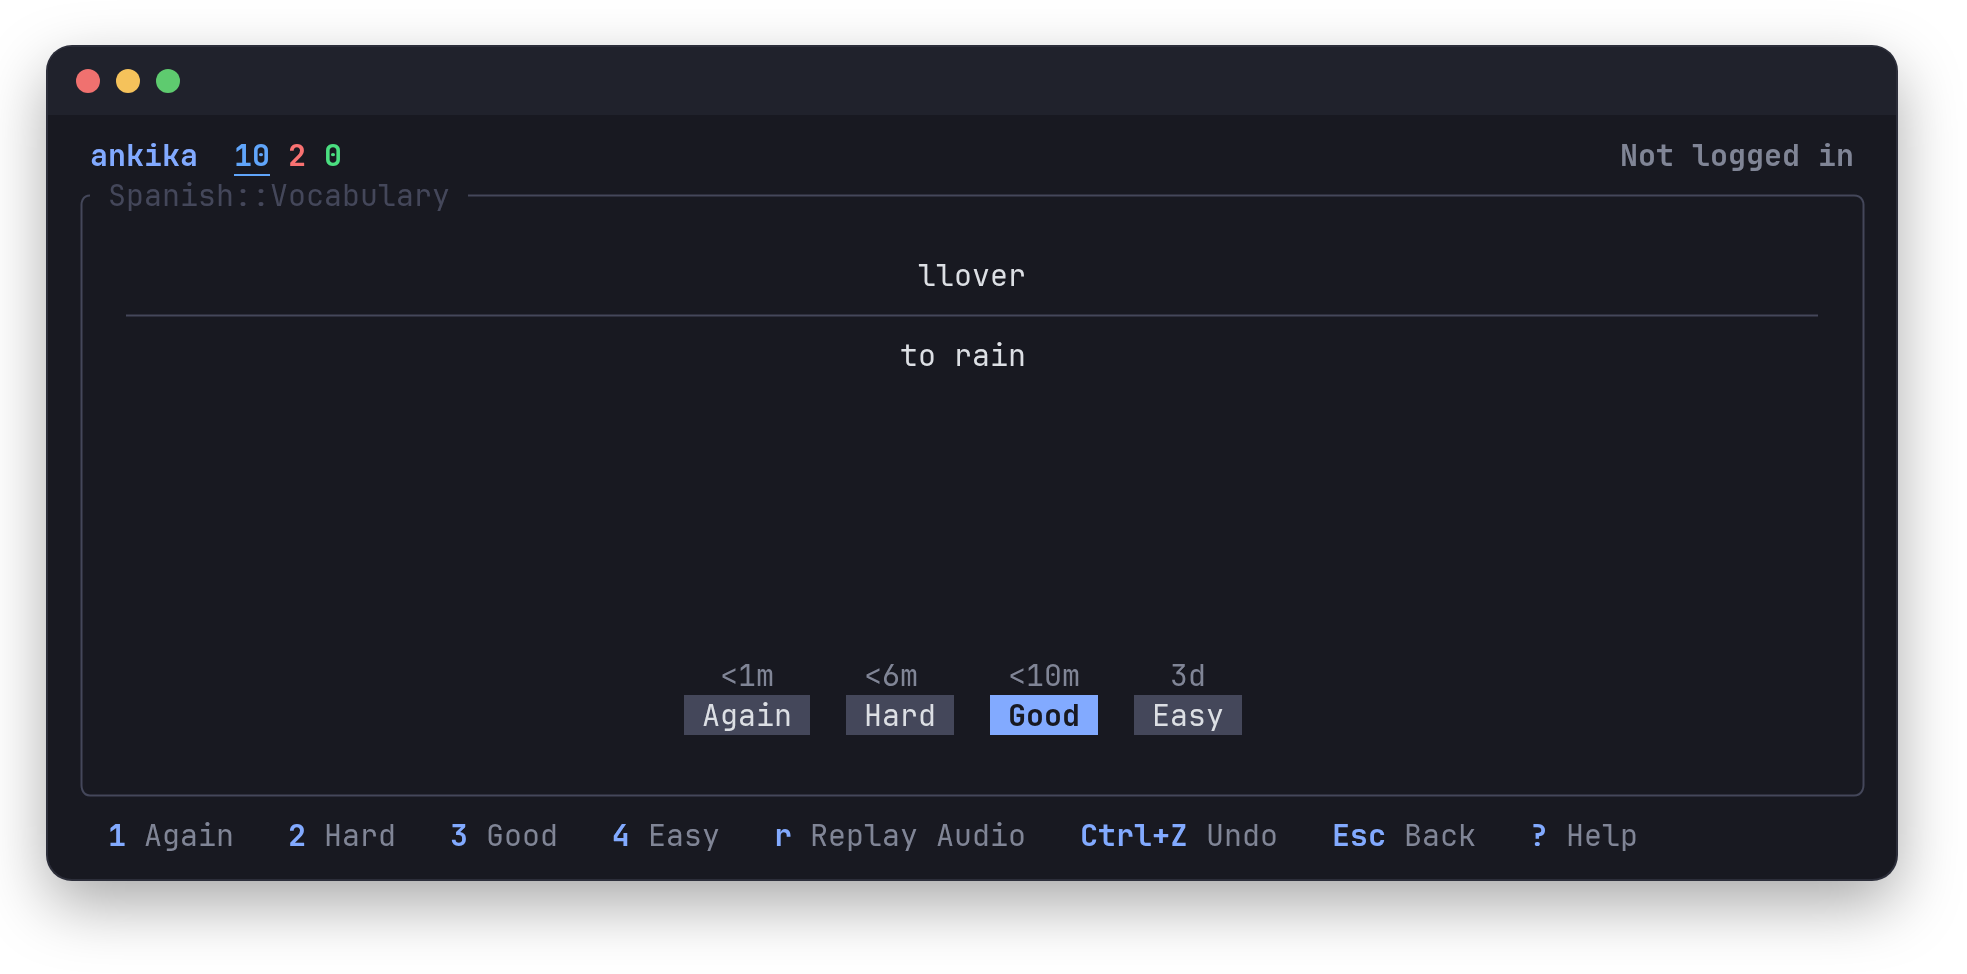 ankika 10 2 0 Not logged in
Spanish::Vocabulary
llover
to rain
<1m <6m <10m 3d
Again Hard Good Easy
1 Again 2 Hard 3 Good 4 Easy r Replay Audio Ctrl+Z Undo Esc Back ? Help